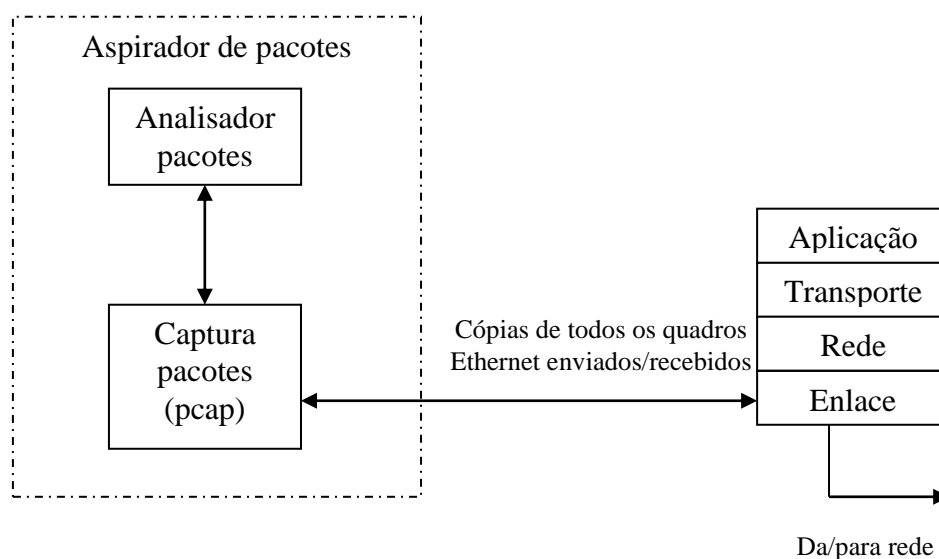 Aspirador de pacotes
Analisador
pacotes
Captura
pacotes
(pcap)
Cópias de todos os quadros
Ethernet enviados/recebidos
Aplicação
Transporte
Rede
Enlace
Da/para rede